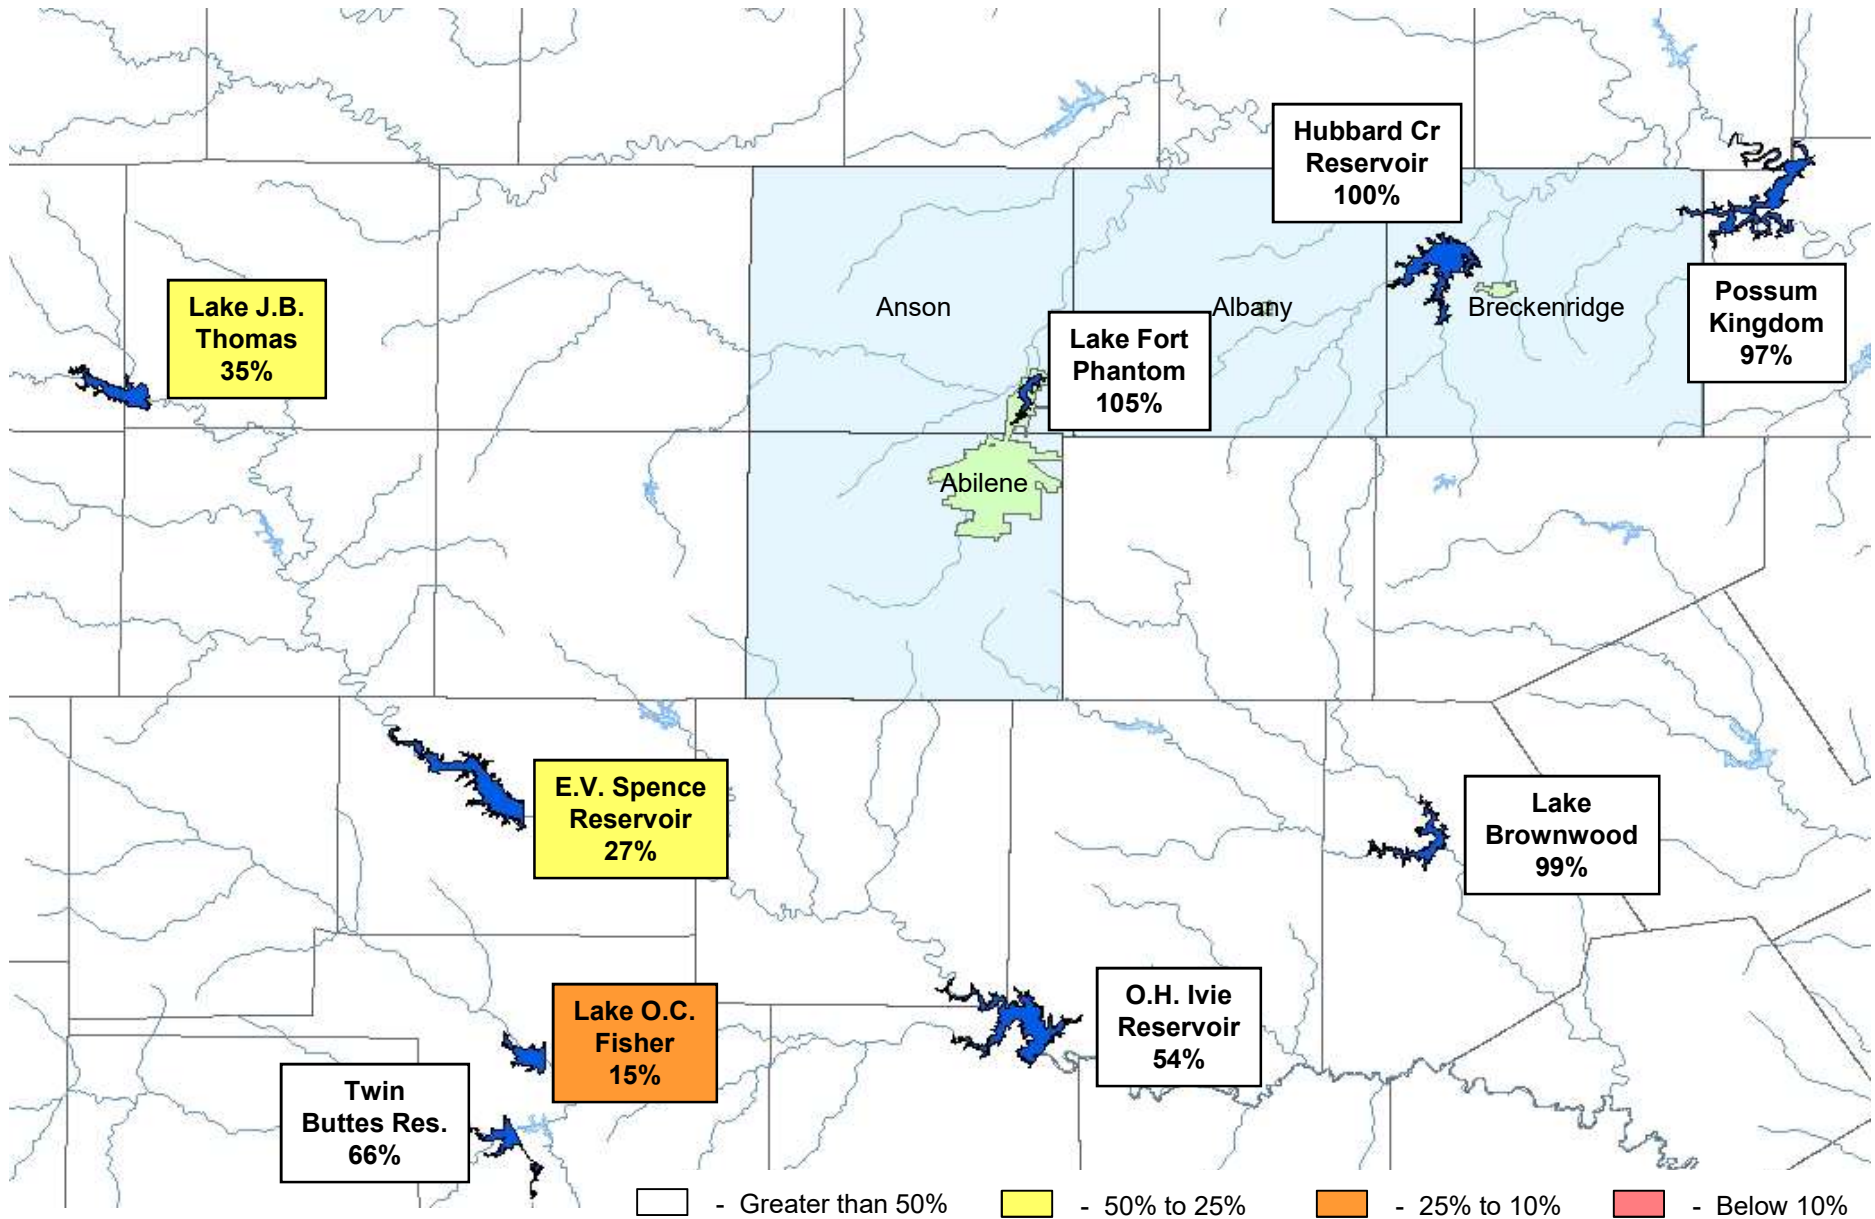 Hubbard Cr
Reservoir
100%
Possum
Kingdom
97%
Lake J.B.
Thomas
35%
Anson
Albany
Breckenridge
Lake Fort
Phantom
105%
Abilene
E.V. Spence
Reservoir
27%
Lake
Brownwood
99%
Lake O.C.
Fisher
15%
O.H. Ivie
Reservoir
54%
Twin
Buttes Res.
66%
- Greater than 50%
- 50% to 25%
- 25% to 10%
- Below 10%